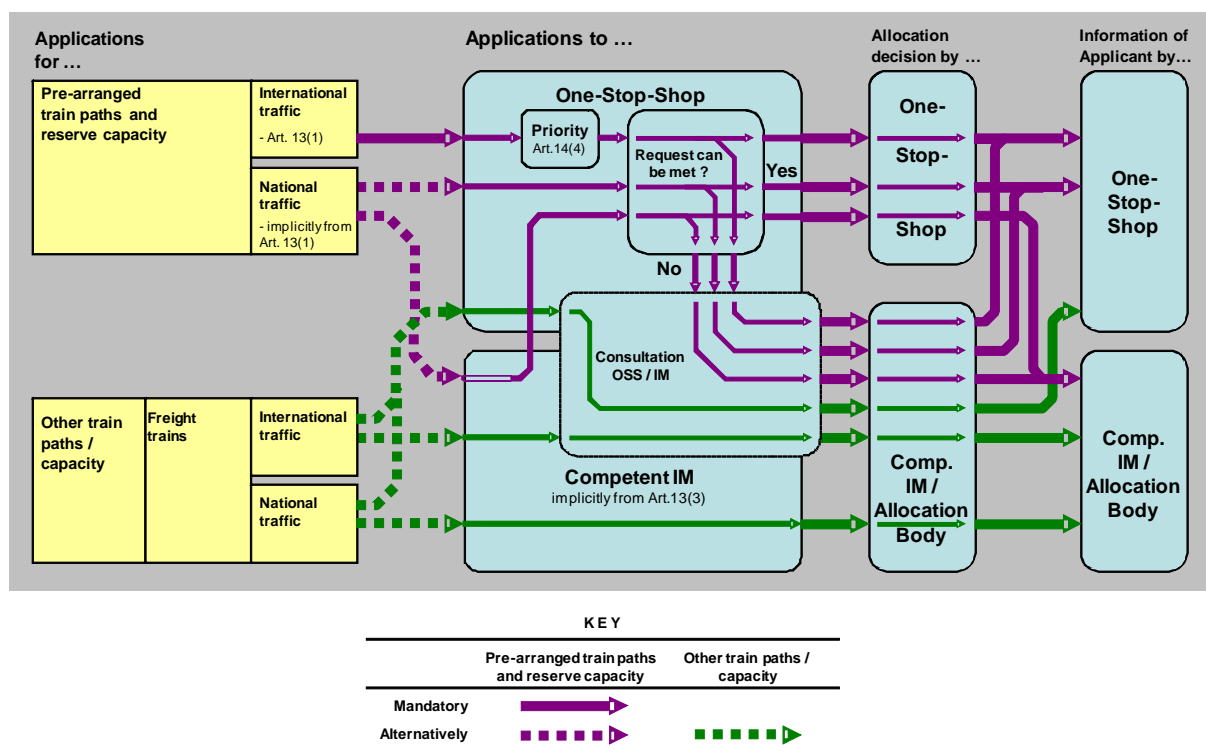 Applications
for …
Applications to …
Allocation
decision by …
Information of
Applicant by…
Pre-arranged
train paths and
reserve capacity
International
traffic
- Art. 13(1)
National
traffic
- implicitly from
Art. 13(1)
One-Stop-Shop
Priority
Art.14(4)
Request can
be met ?
Yes
No
One-
Stop-
Shop
One-
Stop-
Shop
Consultation
OSS / IM
Other train
paths /
capacity
Freight
trains
International
traffic
National
traffic
Competent IM
implicitly from Art.13(3)
Comp.
IM /
Allocation
Body
Comp.
IM /
Allocation
Body
K E Y
Pre-arranged train paths
and reserve capacity
Other train paths /
capacity
Mandatory
Alternatively